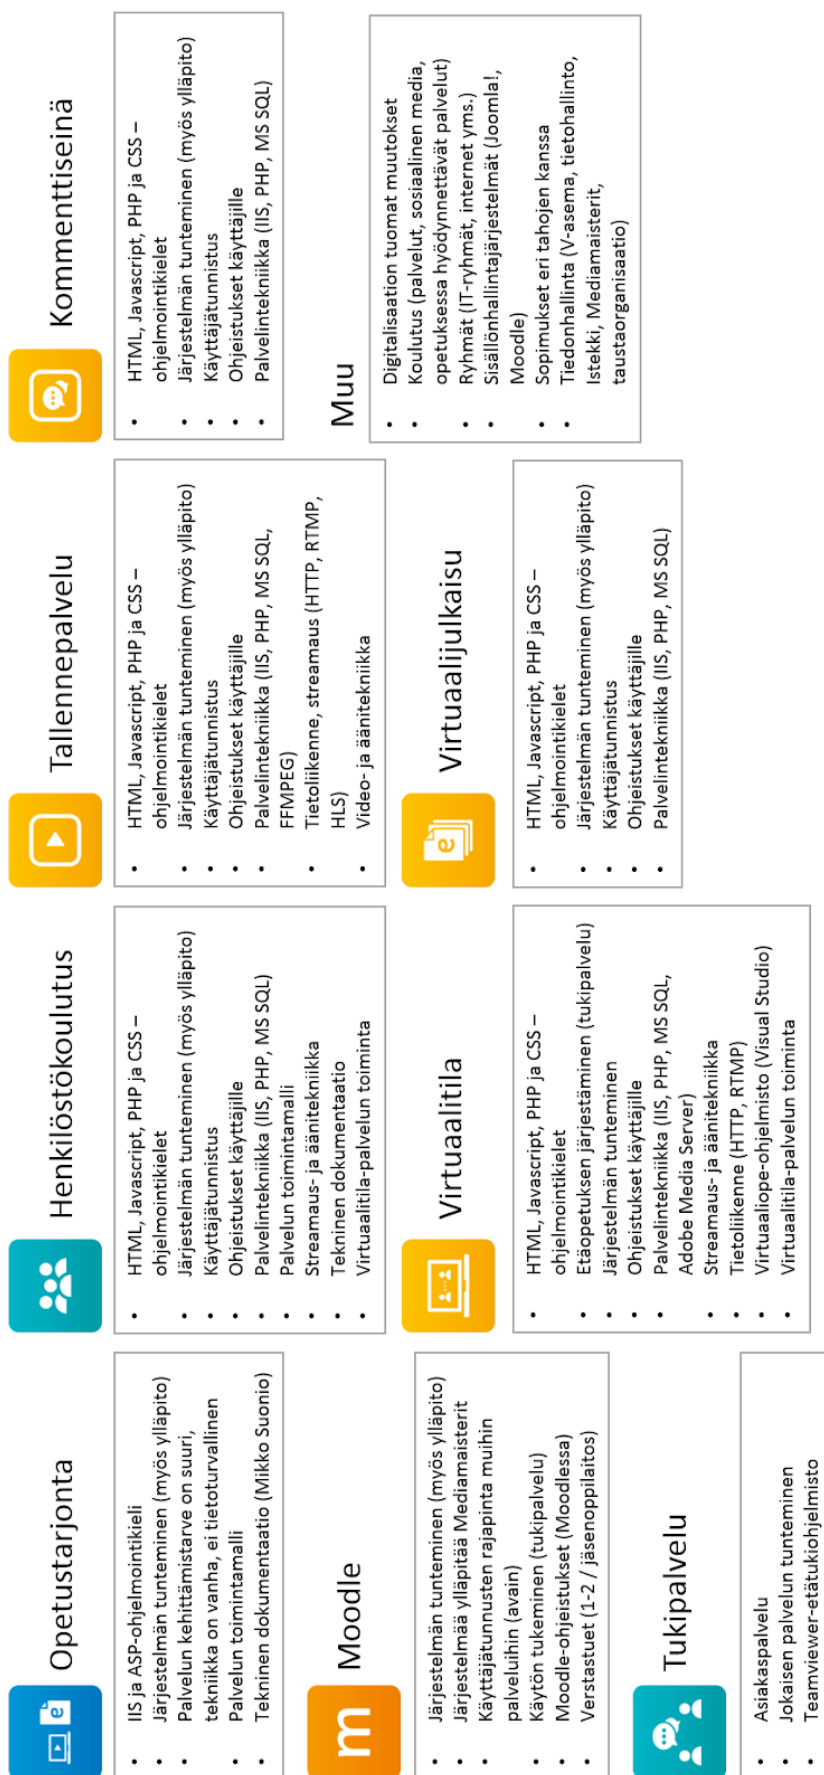 Opetustarjonta
• IIS ja ASP-ohjelmointikieli
• Järjestelmän tunteminen (myös ylläpito)
• Palvelun kehittämistarve on suuri,
tekniikka on vanha, ei tietoturvallinen
• Palvelun toimintamalli
• Tekninen dokumentaatio (Mikko Suonio)
Henkilöstökoulutus
• HTML, Javascript, PHP ja CSS –
ohjelmointikielet
• Järjestelmän tunteminen (myös ylläpito)
• Käyttäjätunnistus
• Ohjeistukset käyttäjille
• Palvelintekniikka (IIS, PHP, MS SQL)
• Palvelun toimintamalli
• Streamaus- ja äänitekniikka
• Tekninen dokumentaatio
• Virtuaalitila-palvelun toiminta
Tallennepalvelu
• HTML, Javascript, PHP ja CSS –
ohjelmointikielet
• Järjestelmän tunteminen (myös ylläpito)
• Käyttäjätunnistus
• Ohjeistukset käyttäjille
• Palvelintekniikka (IIS, PHP, MS SQL,
FFMPEG)
• Tietoliikenne, streamaus (HTTP, RTMP,
HLS)
• Video- ja äänitekniikka
Kommenttiseinä
• HTML, Javascript, PHP ja CSS –
ohjelmointikielet
• Järjestelmän tunteminen (myös ylläpito)
• Käyttäjätunnistus
• Ohjeistukset käyttäjille
• Palvelintekniikka (IIS, PHP, MS SQL)
m
Moodle
• Järjestelmän tunteminen (myös ylläpito)
• Järjestelmää ylläpitää Mediamaisterit
• Käyttäjätunnusten rajapinta muihin
palveluihin (avain)
• Käytön tukeminen (tukipalvelu)
• Moodle-ohjeistukset (Moodlessa)
• Verstastuet (1-2 / jäsenoppilaitos)
Virtuaalitila
• HTML, Javascript, PHP ja CSS –
ohjelmointikielet
• Etäopetuksen järjestäminen (tukipalvelu)
• Järjestelmän tunteminen
• Ohjeistukset käyttäjille
• Palvelintekniikka (IIS, PHP, MS SQL,
Adobe Media Server)
• Streamaus- ja äänitekniikka
• Tietoliikenne (HTTP, RTMP)
• Virtuaaliope-ohjelmisto (Visual Studio)
• Virtuaalitila-palvelun toiminta
Virtuaalijulkaisu
• HTML, Javascript, PHP ja CSS –
ohjelmointikielet
• Järjestelmän tunteminen (myös ylläpito)
• Käyttäjätunnistus
• Ohjeistukset käyttäjille
• Palvelintekniikka (IIS, PHP, MS SQL)
Muu
• Digitalisaation tuomat muutokset
• Koulutus (palvelut, sosiaalinen media,
opetuksessa hyödynnettävät palvelut)
• Ryhmät (IT-ryhmät, internet yms.)
• Sisällönhallintajärjestelmät (Joomla!,
Moodle)
• Sopimukset eri tahojen kanssa
• Tiedonhallinta (V-asema, tietohallinto,
Istekki, Mediamaisterit,
taustaorganisaatio)
Tukipalvelu
• Asiakaspalvelu
• Jokaisen palvelun tunteminen
• Teamviewer-etätukiohjelmisto